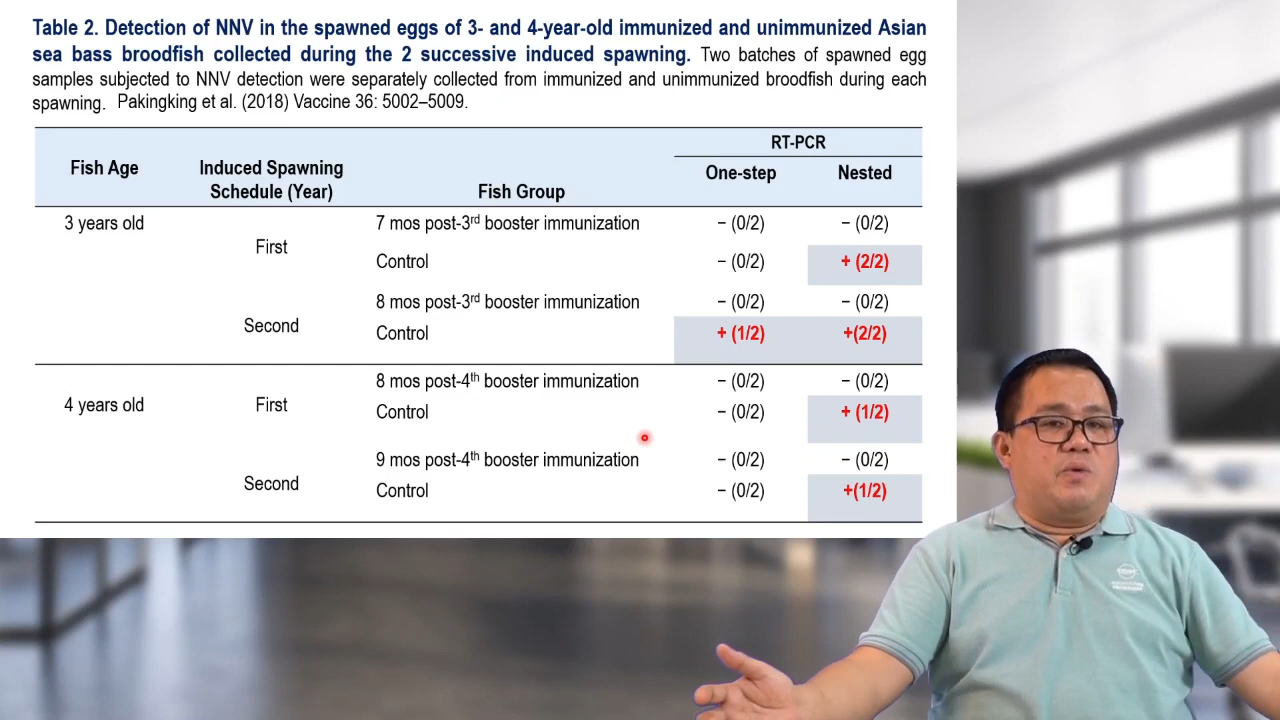 Table 2. Detection of NNV in the spawned eggs of 3- and 4-year-old immunized and unimmunized Asian
sea bass broodfish collected during the 2 successive induced spawning. Two batches of spawned egg
samples subjected to NNV detection were separately collected from immunized and unimmunized broodfish during each
spawning. Pakingking et al. (2018) Vaccine 36: 5002–5009.
RT-PCR
Fish Age Induced Spawning Schedule (Year) Fish Group One-step Nested
3 years old First 7 mos post-3rd booster immunization – (0/2) – (0/2)
Control – (0/2) + (2/2)
Second 8 mos post-3rd booster immunization – (0/2) – (0/2)
Control + (1/2) +(2/2)
4 years old First 8 mos post-4th booster immunization – (0/2) – (0/2)
Control – (0/2) + (1/2)
Second 9 mos post-4th booster immunization – (0/2) – (0/2)
Control – (0/2) +(1/2)